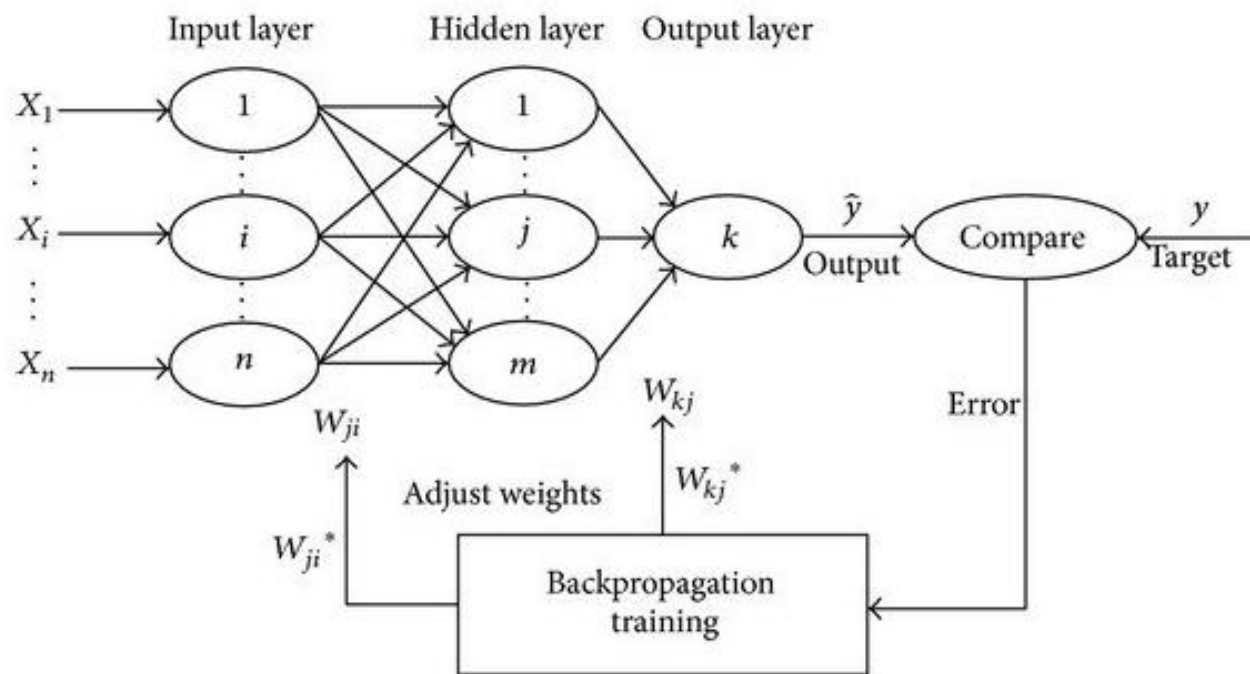 Input layer
Hidden layer
Output layer
X₁
1
1
⋮
⋮
⋮
Xᵢ
i
j
k
ŷ
Output
Compare
y
Target
⋮
⋮
⋮
Xₙ
n
m
Wⱼᵢ
Wₖⱼ
Error
Adjust weights
Wₖⱼ*
Wⱼᵢ*
Backpropagation
training